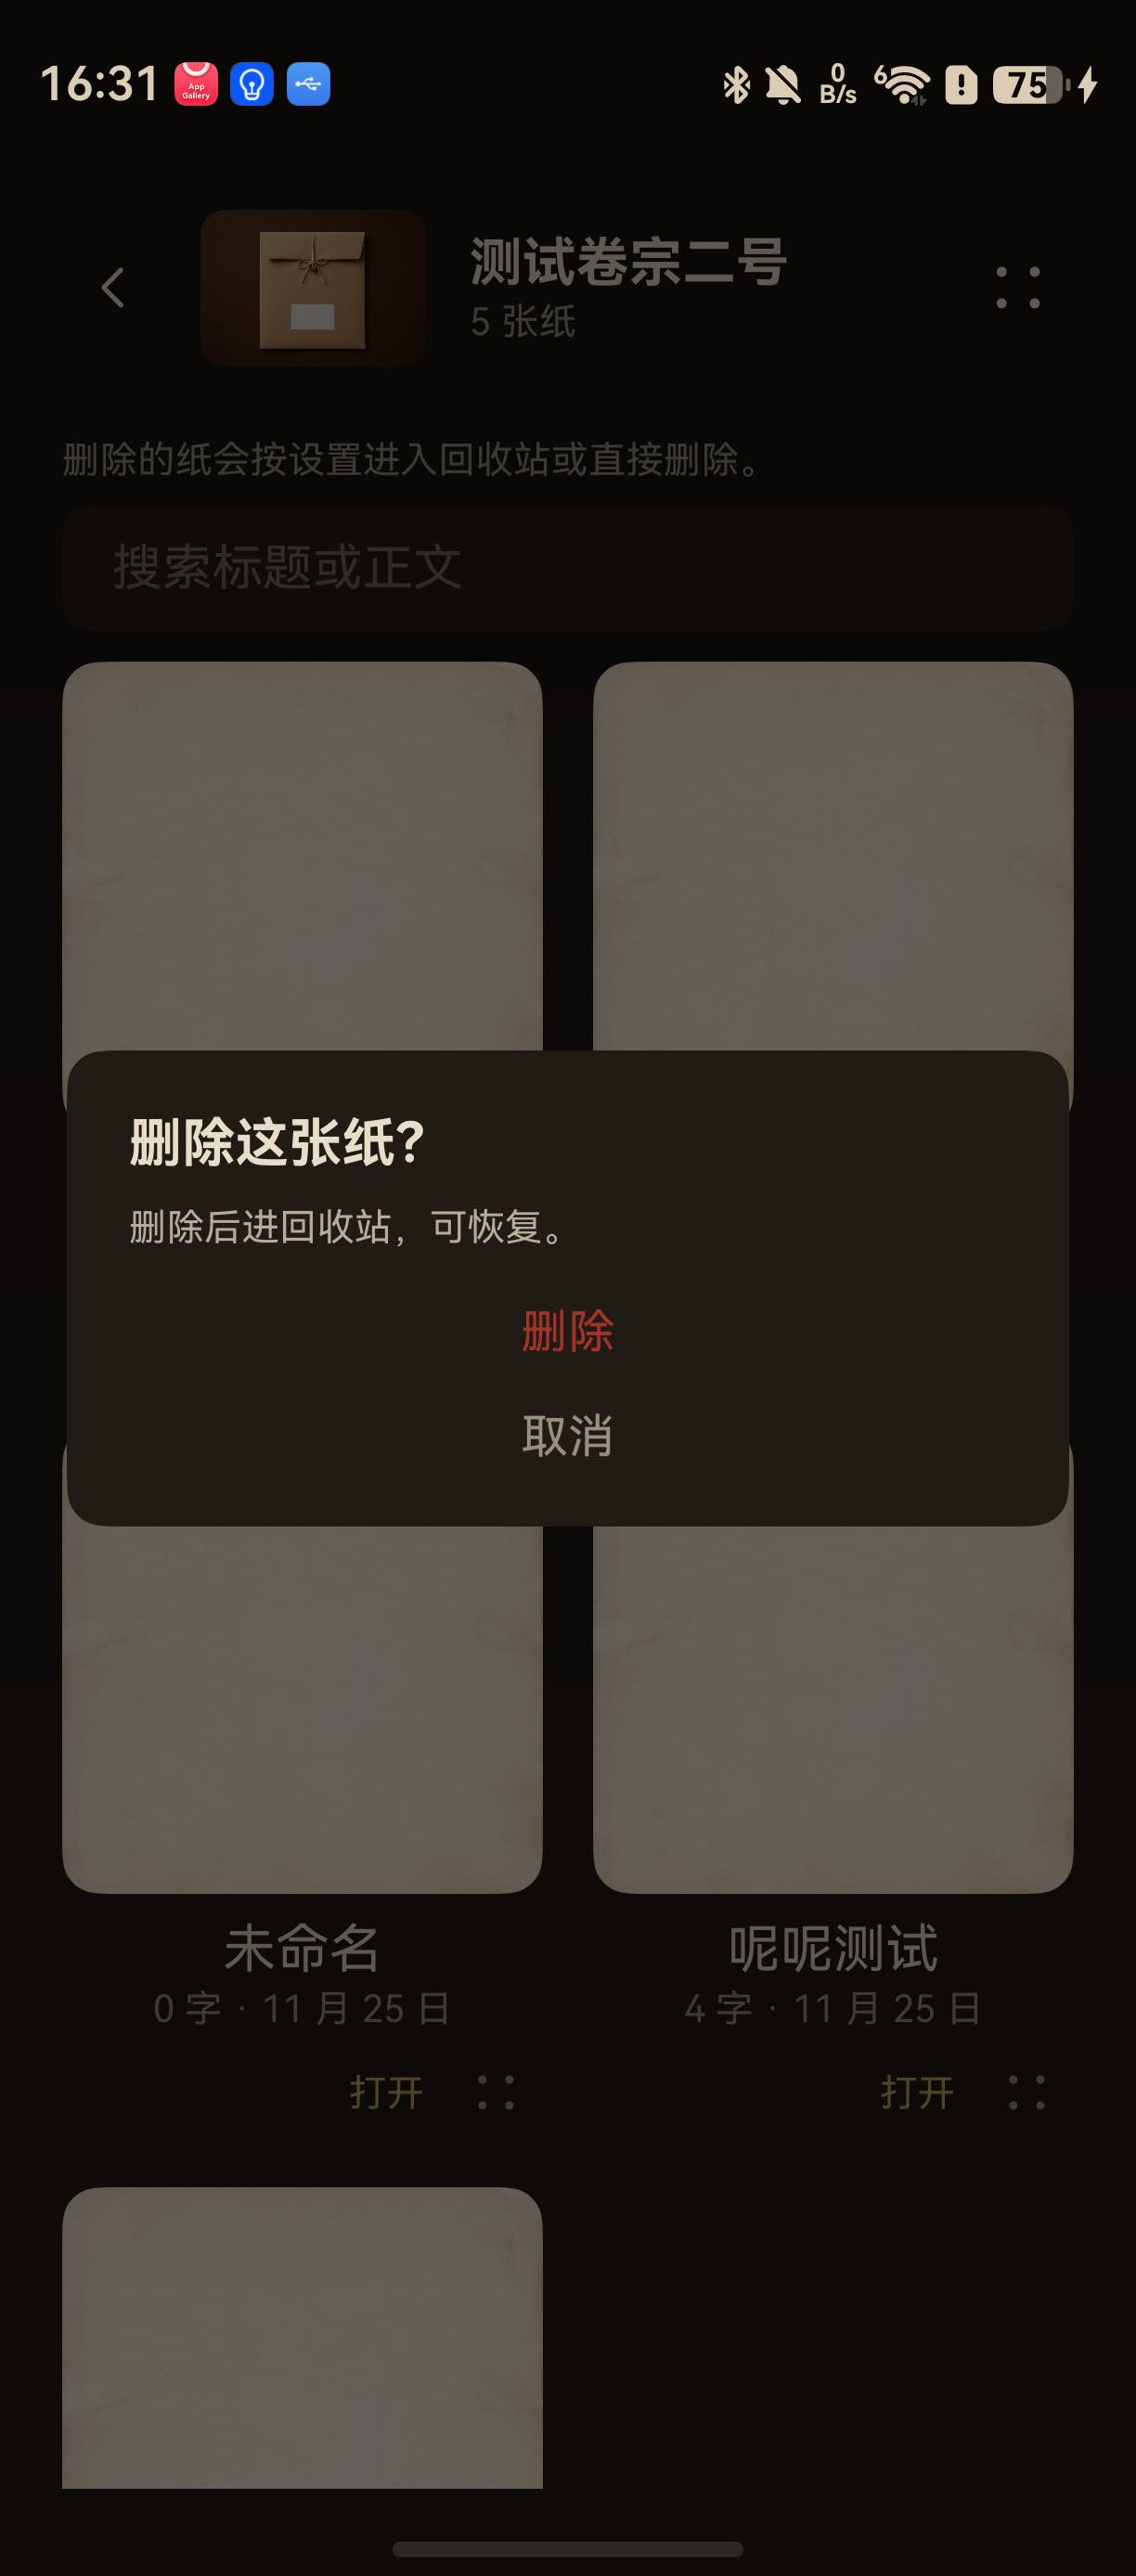 16:31
App
Gallery
0
B/s
6
75
测试卷宗二号
5 张纸
删除的纸会按设置进入回收站或直接删除。
搜索标题或正文
删除这张纸?
删除后进回收站，可恢复。
删除
取消
未命名
呢呢测试
0 字 · 11 月 25 日
4 字 · 11 月 25 日
打开
打开